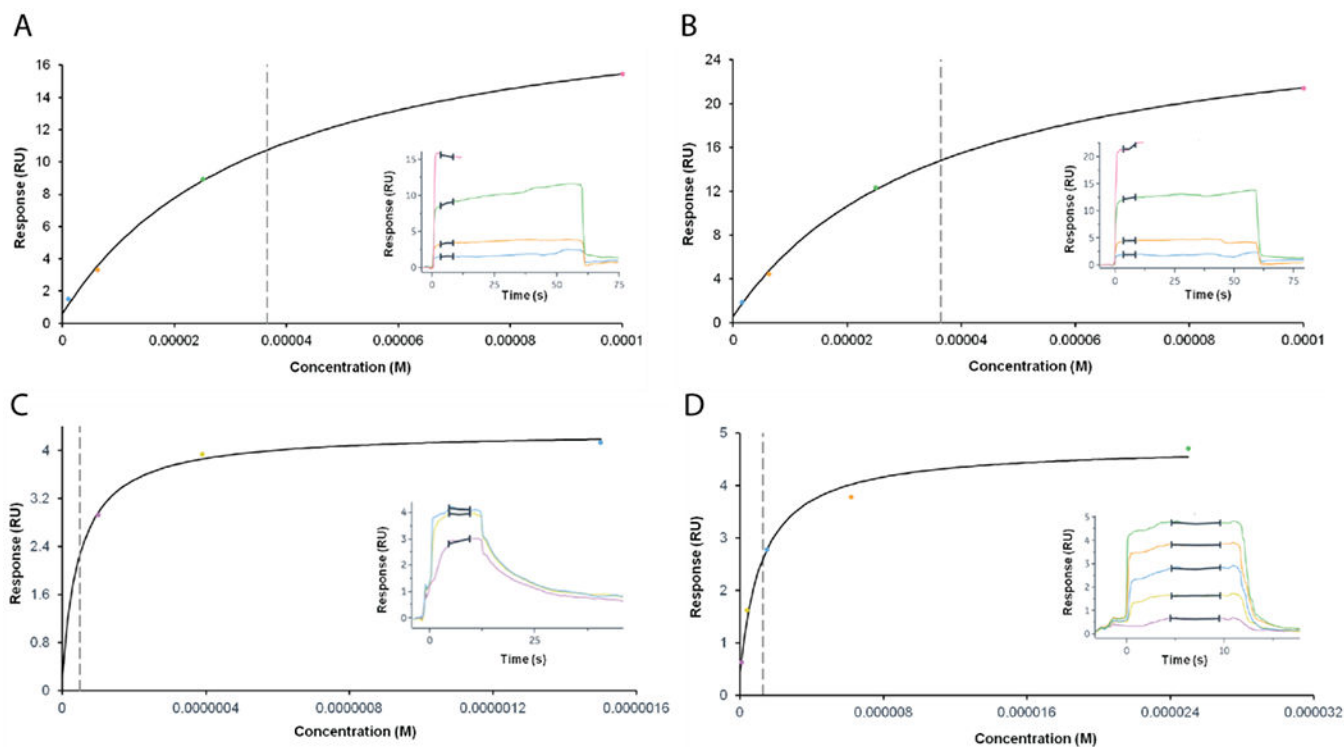 A
B
16
14
12
10
8
6
4
2
0
Response (RU)
0 0.00002 0.00004 0.00006 0.00008 0.0001
Concentration (M)
15
10
5
0
Response (RU)
0 25 50 75
Time (s)
24
20
16
12
8
4
0
Response (RU)
0 0.00002 0.00004 0.00006 0.00008 0.0001
Concentration (M)
20
15
10
5
0
Response (RU)
0 25 50 75
Time (s)
C
D
4
3.2
2.4
1.6
0.8
0
Response (RU)
0 0.0000004 0.0000008 0.0000012 0.0000016
Concentration (M)
4
3
2
1
0
Response (RU)
0 25
Time (s)
5
4
3
2
1
0
Response (RU)
0 0.000008 0.000016 0.000024 0.000032
Concentration (M)
5
4
3
2
1
0
Response (RU)
0 10
Time (s)